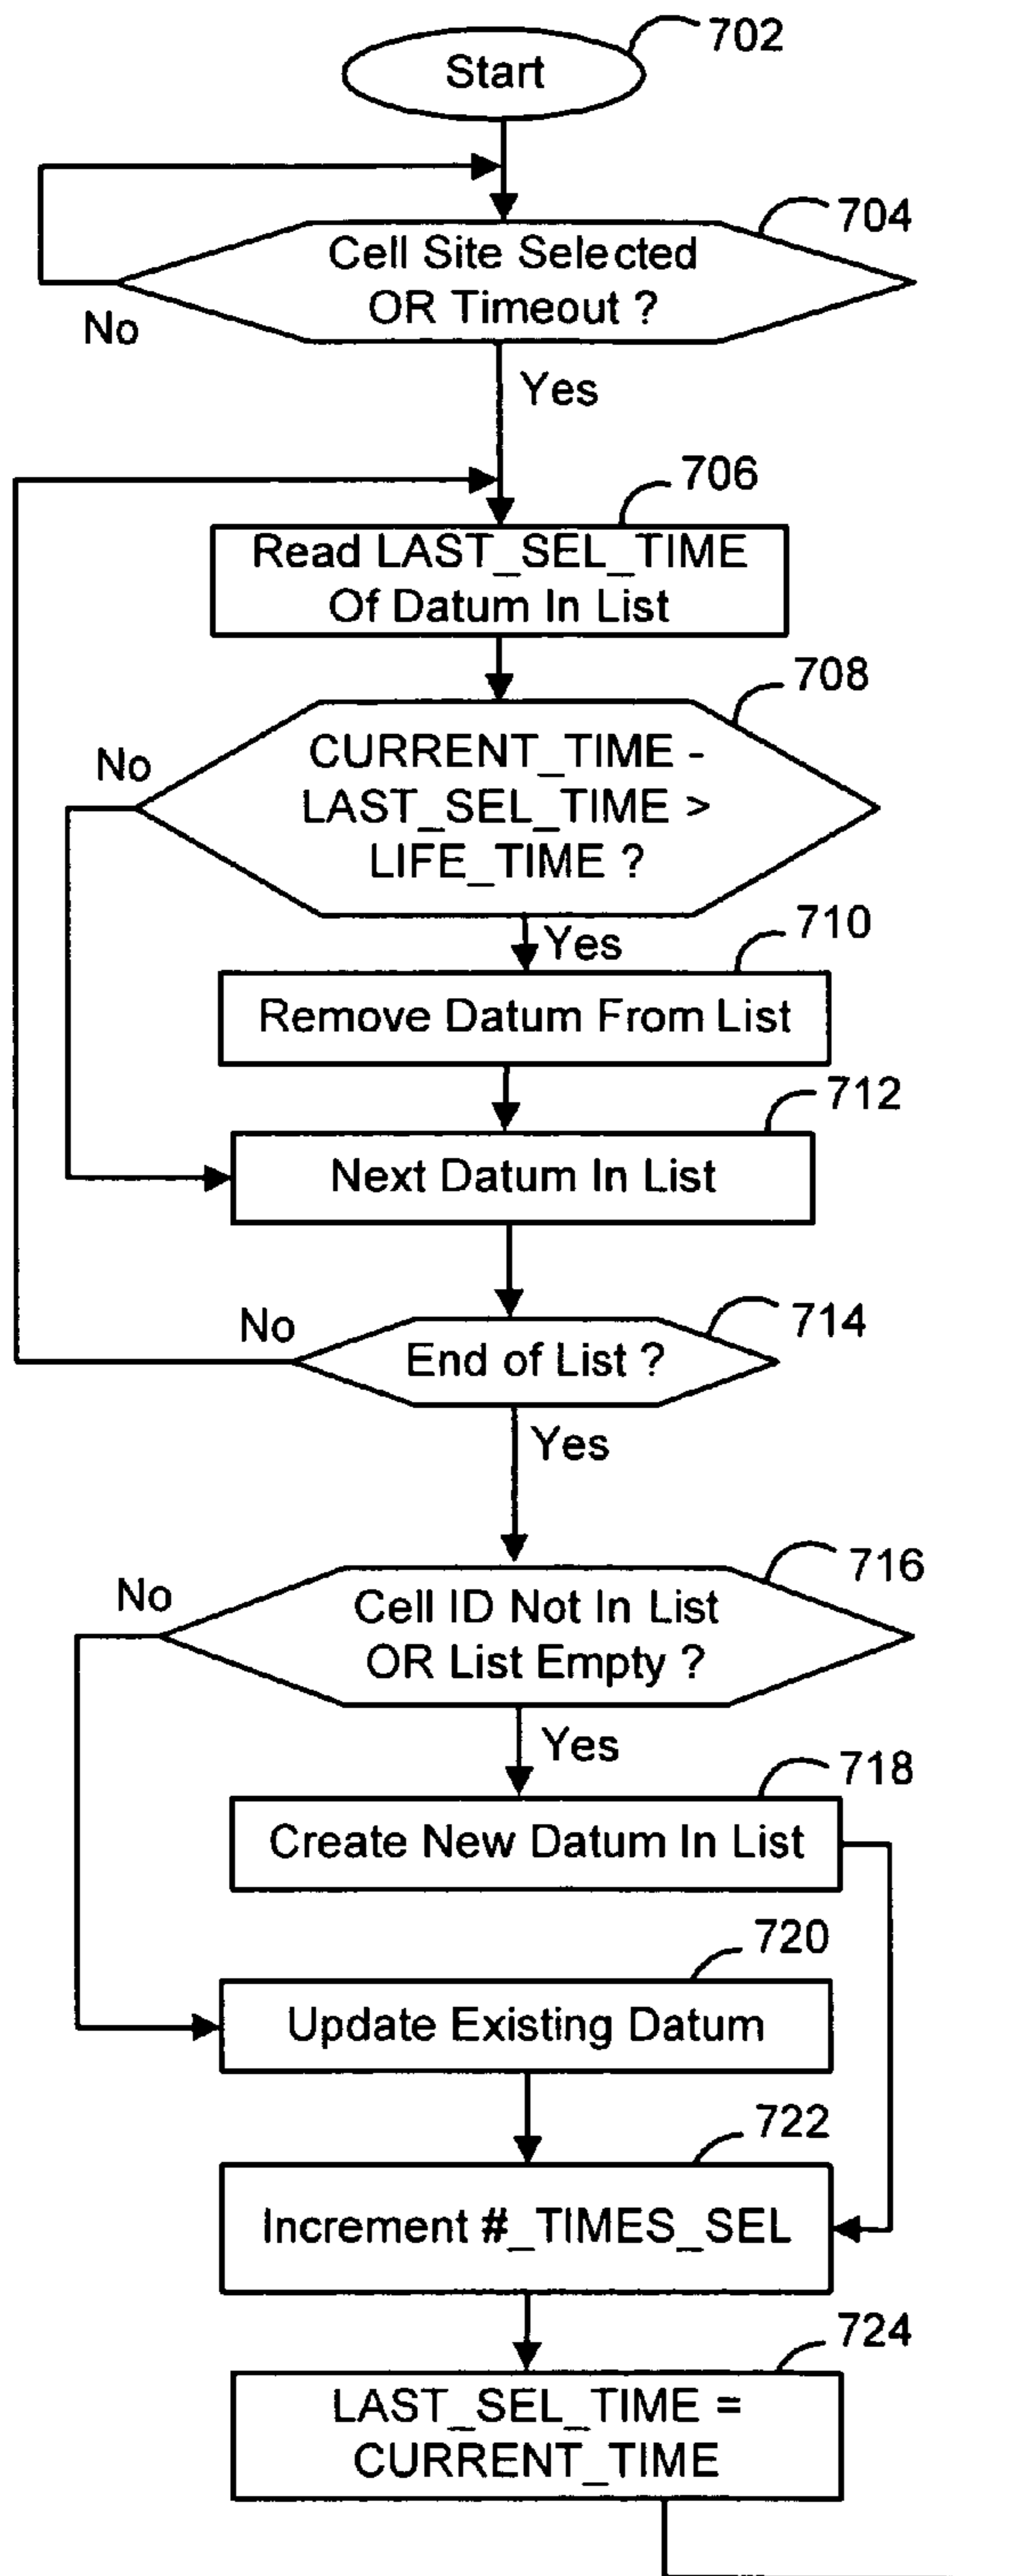 702
Start
704
Cell Site Selected
OR Timeout ?
No
Yes
706
Read LAST_SEL_TIME
Of Datum In List
708
No
CURRENT_TIME -
LAST_SEL_TIME >
LIFE_TIME ?
Yes
710
Remove Datum From List
712
Next Datum In List
714
No
End of List ?
Yes
716
No
Cell ID Not In List
OR List Empty ?
Yes
718
Create New Datum In List
720
Update Existing Datum
722
Increment #_TIMES_SEL
724
LAST_SEL_TIME =
CURRENT_TIME